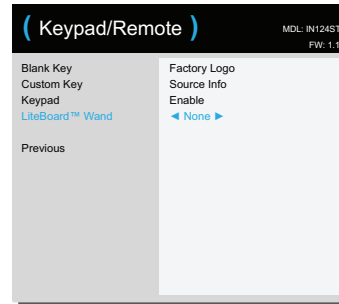 ( Keypad/Remote )
MDL: IN124ST
FW: 1.1
Blank Key Factory Logo
Custom Key Source Info
Keypad Enable
LiteBoard™ Wand ◄ None ►
Previous